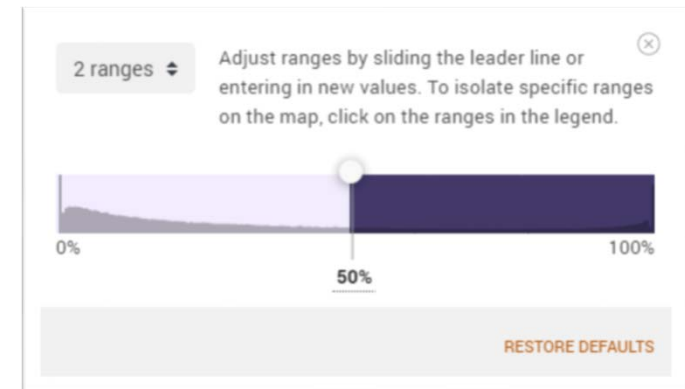 2 ranges
Adjust ranges by sliding the leader line or
entering in new values. To isolate specific ranges
on the map, click on the ranges in the legend.
0%
100%
50%
RESTORE DEFAULTS